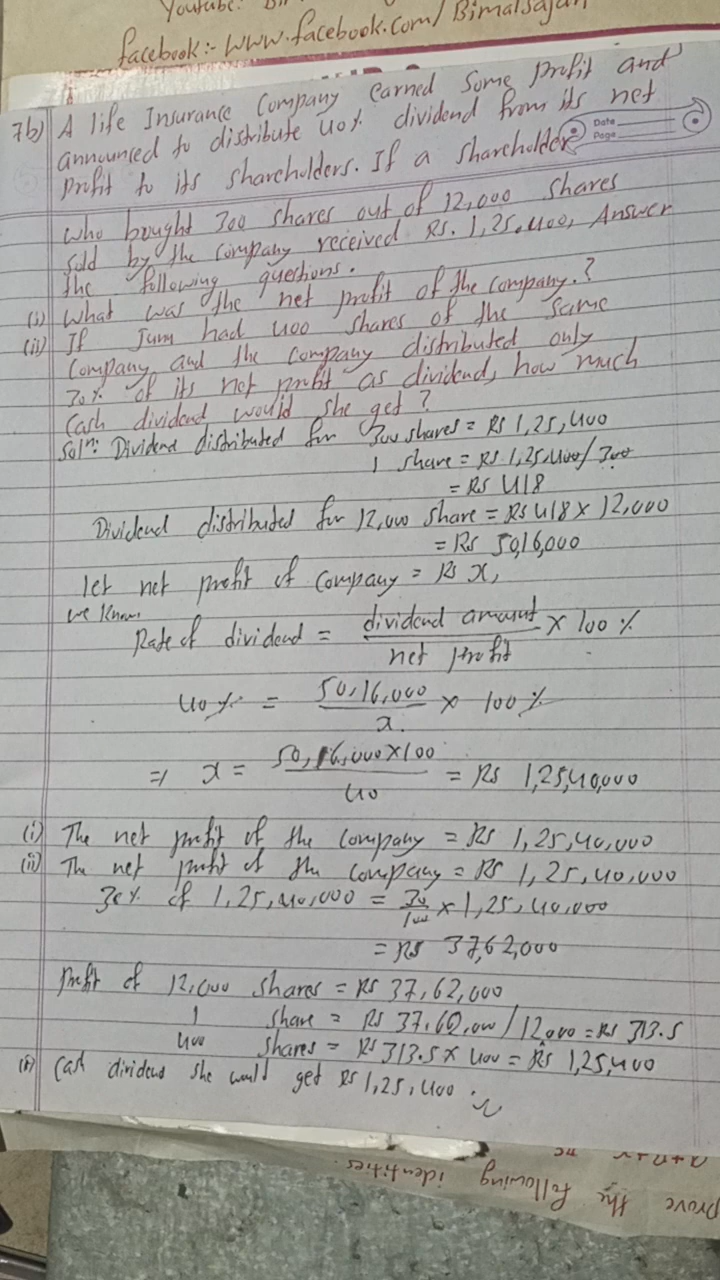 Youtube:
facebook:- www.facebook.com/Bimalsajan
7b) A life Insurance Company earned some profit and
announced to distribute 40% dividend from its net
Date
Page
profit to its shareholders. If a shareholder
who bought 300 shares out of 12,000 shares
sold by the company received Rs. 1,25,400, Answer
the following questions.
(i) What was the net profit of the company.?
(ii) If Junu had 400 shares of the same
company and the company distributed only
30% of its net profit as dividend, how much
Cash dividend would she get?
Solⁿ: Dividend distributed for 300 shares = RS 1,25,400
1 share = RS 1,25,400/300
= RS 418
Dividend distributed for 12,000 share = RS 418 × 12,000
= RS 50,16,000
let net profit of company = RS x,
we know,
Rate of dividend = dividend amount / net profit × 100 %
40% = 50,16,000 / x × 100 %
⇒ x = 50,16,000×100 / 40 = RS 1,25,40,000
(i) The net profit of the company = RS 1,25,40,000
(ii) The net profit of the company = RS 1,25,40,000
30% of 1,25,40,000 = 30/100 × 1,25,40,000
= RS 37,62,000
Profit of 12,000 shares = RS 37,62,000
1 share = RS 37,62,000/12,000 = RS 313.5
400 shares = RS 313.5 × 400 = RS 1,25,400
(ii) Cash dividend she would get RS 1,25,400
prove the following identities.